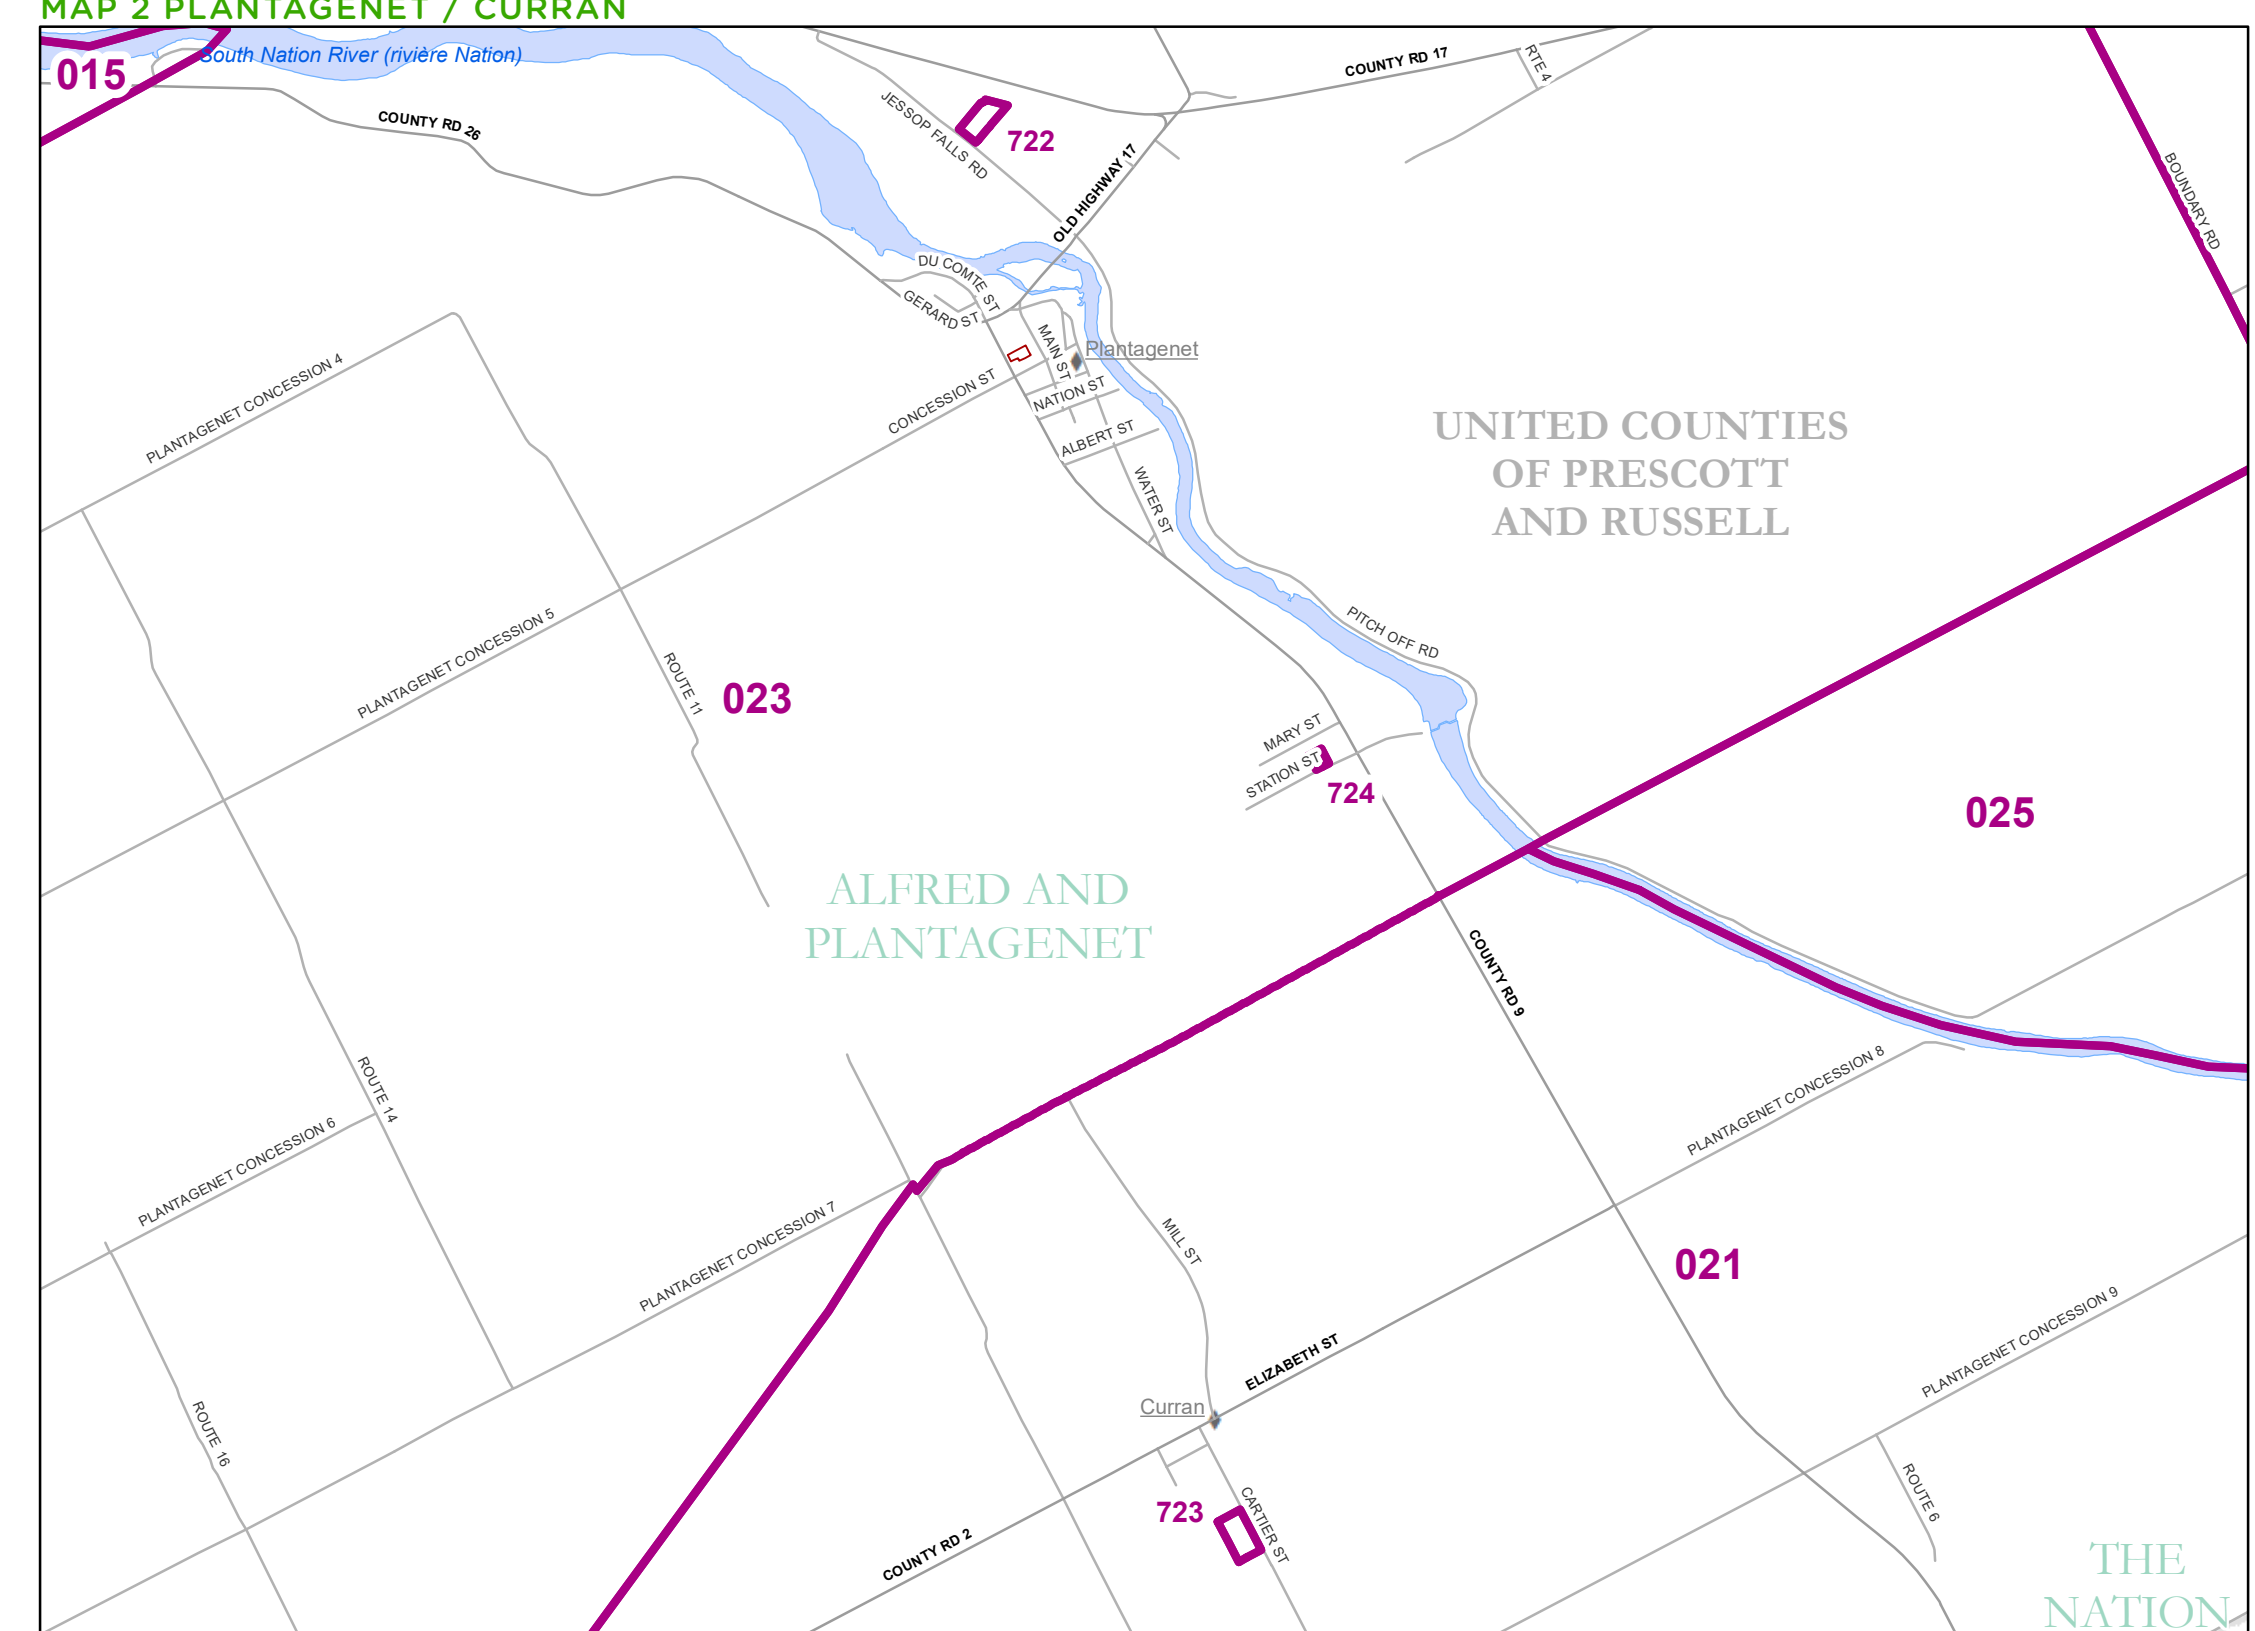 MAP 2 PLANTAGENET / CURRAN
South Nation River (rivière Nation)
015
COUNTY RD 17
RTE 4
COUNTY RD 26
JESSOP FALLS RD
722
OLD HIGHWAY 17
BOUNDARY RD
DU COMTE ST
GERARD ST
MAIN ST
Plantagenet
PLANTAGENET CONCESSION 4
CONCESSION ST
NATION ST
ALBERT ST
WATER ST
UNITED COUNTIES
OF PRESCOTT
AND RUSSELL
PLANTAGENET CONCESSION 5
ROUTE 11
023
PITCH OFF RD
MARY ST
STATION ST
724
025
ALFRED AND
PLANTAGENET
COUNTY RD 9
ROUTE 14
PLANTAGENET CONCESSION 8
PLANTAGENET CONCESSION 6
PLANTAGENET CONCESSION 7
MILL ST
021
PLANTAGENET CONCESSION 9
ELIZABETH ST
Curran
ROUTE 16
723
CARTIER ST
ROUTE 6
COUNTY RD 2
THE
NATION